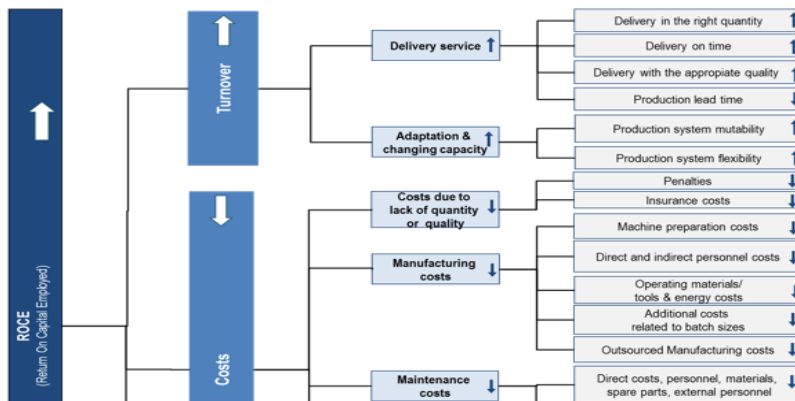 ROCE
(Return On Capital Employed)
Turnover
Costs
Delivery service
Adaptation &
changing capacity
Costs due to
lack of quantity
or quality
Manufacturing
costs
Maintenance
costs
Delivery in the right quantity
Delivery on time
Delivery with the appropiate quality
Production lead time
Production system mutability
Production system flexibility
Penalties
Insurance costs
Machine preparation costs
Direct and indirect personnel costs
Operating materials/
tools & energy costs
Additional costs
related to batch sizes
Outsourced Manufacturing costs
Direct costs, personnel, materials,
spare parts, external personnel